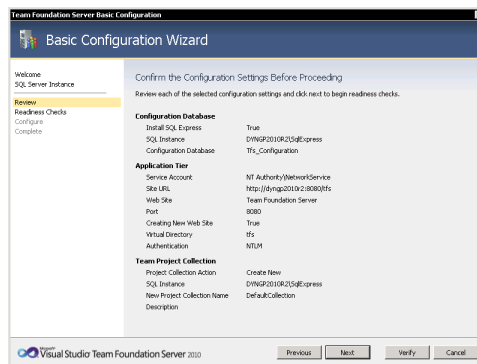 Team Foundation Server Basic Configuration
Basic Configuration Wizard
Welcome
SQL Server Instance
Review
Readiness Checks
Configure
Complete
Confirm the Configuration Settings Before Proceeding
Review each of the selected configuration settings and click next to begin readiness checks.
Configuration Database
Install SQL Express True
SQL Instance DYNGP2010R2\SqlExpress
Configuration Database Tfs_Configuration
Application Tier
Service Account NT Authority\NetworkService
Site URL http://dyngp2010r2:8080/tfs
Web Site Team Foundation Server
Port 8080
Creating New Web Site True
Virtual Directory tfs
Authentication NTLM
Team Project Collection
Project Collection Action Create New
SQL Instance DYNGP2010R2\SqlExpress
New Project Collection Name DefaultCollection
Description
Microsoft
Visual Studio Team Foundation Server 2010
Previous Next Verify Cancel